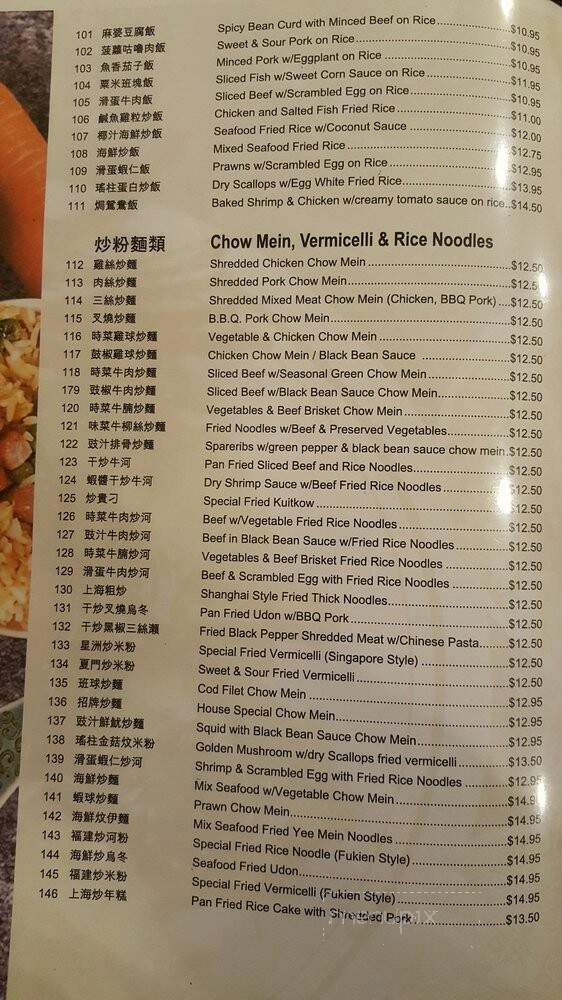 101 麻婆豆腐飯 Spicy Bean Curd with Minced Beef on Rice $10.95
102 菠蘿咕嚕肉飯 Sweet & Sour Pork on Rice $10.95
103 魚香茄子飯 Minced Pork w/Eggplant on Rice $10.95
104 粟米班塊飯 Sliced Fish w/Sweet Corn Sauce on Rice $11.95
105 滑蛋牛肉飯 Sliced Beef w/Scrambled Egg on Rice $10.95
106 鹹魚雞粒炒飯 Chicken and Salted Fish Fried Rice $11.00
107 椰汁海鮮炒飯 Seafood Fried Rice w/Coconut Sauce $12.00
108 海鮮炒飯 Mixed Seafood Fried Rice $12.75
109 滑蛋蝦仁飯 Prawns w/Scrambled Egg on Rice $12.95
110 瑤柱蛋白炒飯 Dry Scallops w/Egg White Fried Rice $13.95
111 焗鴛鴦飯 Baked Shrimp & Chicken w/creamy tomato sauce on rice..$14.50
炒粉麵類 Chow Mein, Vermicelli & Rice Noodles
112 雞絲炒麵 Shredded Chicken Chow Mein $12.50
113 肉絲炒麵 Shredded Pork Chow Mein $12.50
114 三絲炒麵 Shredded Mixed Meat Chow Mein (Chicken, BBQ Pork) $12.50
115 叉燒炒麵 B.B.Q. Pork Chow Mein $12.50
116 時菜雞球炒麵 Vegetable & Chicken Chow Mein $12.50
117 鼓椒雞球炒麵 Chicken Chow Mein / Black Bean Sauce $12.50
118 時菜牛肉炒麵 Sliced Beef w/Seasonal Green Chow Mein $12.50
179 鼓椒牛肉炒麵 Sliced Beef w/Black Bean Sauce Chow Mein $12.50
120 時菜牛腩炒麵 Vegetables & Beef Brisket Chow Mein $12.50
121 味菜牛柳絲炒麵 Fried Noodles w/Beef & Preserved Vegetables $12.50
122 豉汁排骨炒麵 Spareribs w/green pepper & black bean sauce chow mein.$12.50
123 干炒牛河 Pan Fried Sliced Beef and Rice Noodles $12.50
124 蝦醬干炒牛河 Dry Shrimp Sauce w/Beef Fried Rice Noodles $12.50
125 炒貴刁 Special Fried Kuitkow $12.50
126 時菜牛肉炒河 Beef w/Vegetable Fried Rice Noodles $12.50
127 豉汁牛肉炒河 Beef in Black Bean Sauce w/Fried Rice Noodles $12.50
128 時菜牛腩炒河 Vegetables & Beef Brisket Fried Rice Noodles $12.50
129 滑蛋牛肉炒河 Beef & Scrambled Egg with Fried Rice Noodles $12.50
130 上海粗炒 Shanghai Style Fried Thick Noodles $12.50
131 干炒叉燒烏冬 Pan Fried Udon w/BBQ Pork $12.50
132 干炒黑椒三絲瀨 Fried Black Pepper Shredded Meat w/Chinese Pasta $12.50
133 星洲炒米粉 Special Fried Vermicelli (Singapore Style) $12.50
134 夏門炒米粉 Sweet & Sour Fried Vermicelli $12.50
135 班球炒麵 Cod Filet Chow Mein $12.95
136 招牌炒麵 House Special Chow Mein $12.95
137 豉汁鮮魷炒麵 Squid with Black Bean Sauce Chow Mein $12.95
138 瑤柱金菇炆米粉 Golden Mushroom w/dry Scallops fried vermicelli $13.50
139 滑蛋蝦仁炒河 Shrimp & Scrambled Egg with Fried Rice Noodles $12.95
140 海鮮炒麵 Mix Seafood w/Vegetable Chow Mein $14.95
141 蝦球炒麵 Prawn Chow Mein $14.95
142 海鮮炆伊麵 Mix Seafood Fried Yee Mein Noodles $14.95
143 福建炒河粉 Special Fried Rice Noodle (Fukien Style) $14.95
144 海鮮炒烏冬 Seafood Fried Udon $14.95
145 福建炒米粉 Special Fried Vermicelli (Fukien Style) $14.95
146 上海炒年糕 Pan Fried Rice Cake with Shredded Pork $13.50